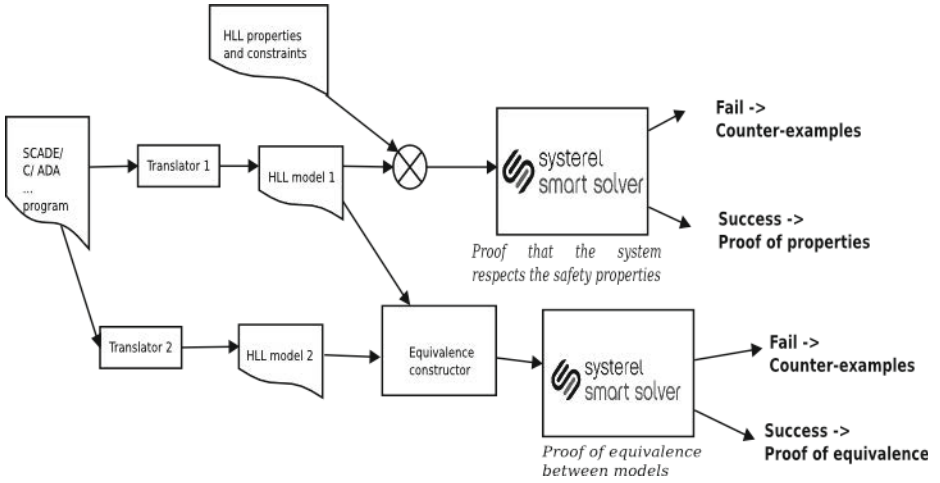 HLL properties
and constraints
SCADE/
C/ ADA
...
program
Translator 1
HLL model 1
systerel
smart solver
Fail ->
Counter-examples
Success ->
Proof of properties
Proof that the system
respects the safety properties
Translator 2
HLL model 2
Equivalence
constructor
systerel
smart solver
Fail ->
Counter-examples
Success ->
Proof of equivalence
Proof of equivalence
between models